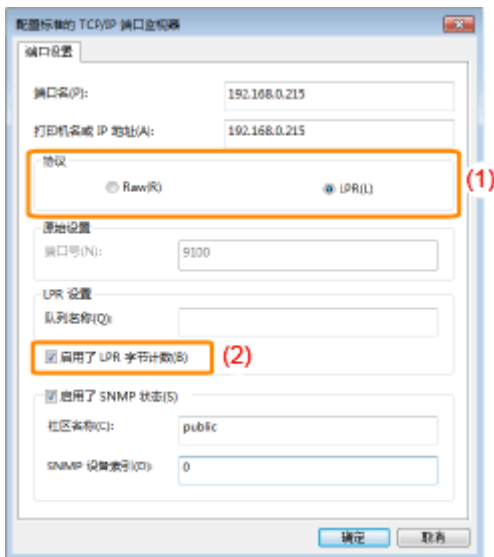 配置标准的 TCP/IP 端口监视器
端口设置
端口名(P): 192.168.0.215
打印机名或 IP 地址(A): 192.168.0.215
协议
Raw(R) LPR(L)
(1)
原始设置
端口号(N): 9100
LPR 设置
队列名称(Q):
启用了 LPR 字节计数(B)
(2)
启用了 SNMP 状态(S)
社区名称(C): public
SNMP 设备索引(D): 0
确定 取消